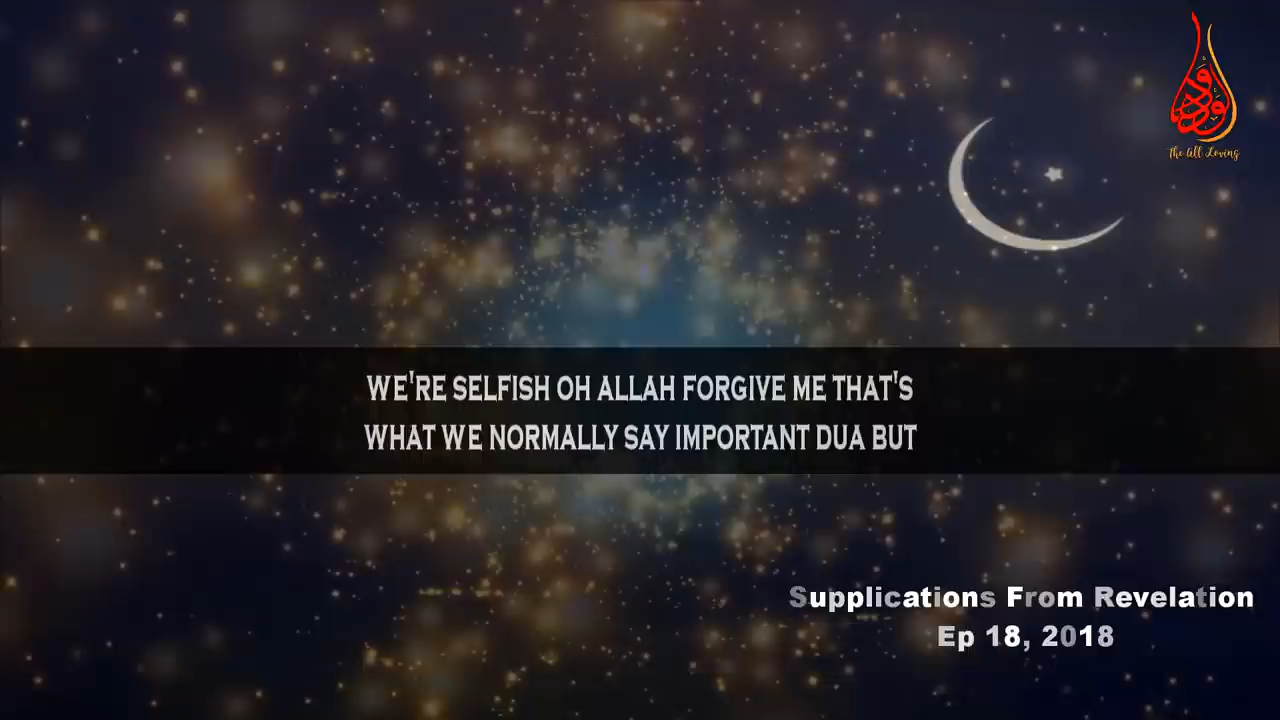 الودود
The All Loving
WE'RE SELFISH OH ALLAH FORGIVE ME THAT'S
WHAT WE NORMALLY SAY IMPORTANT DUA BUT
Supplications From Revelation
Ep 18, 2018